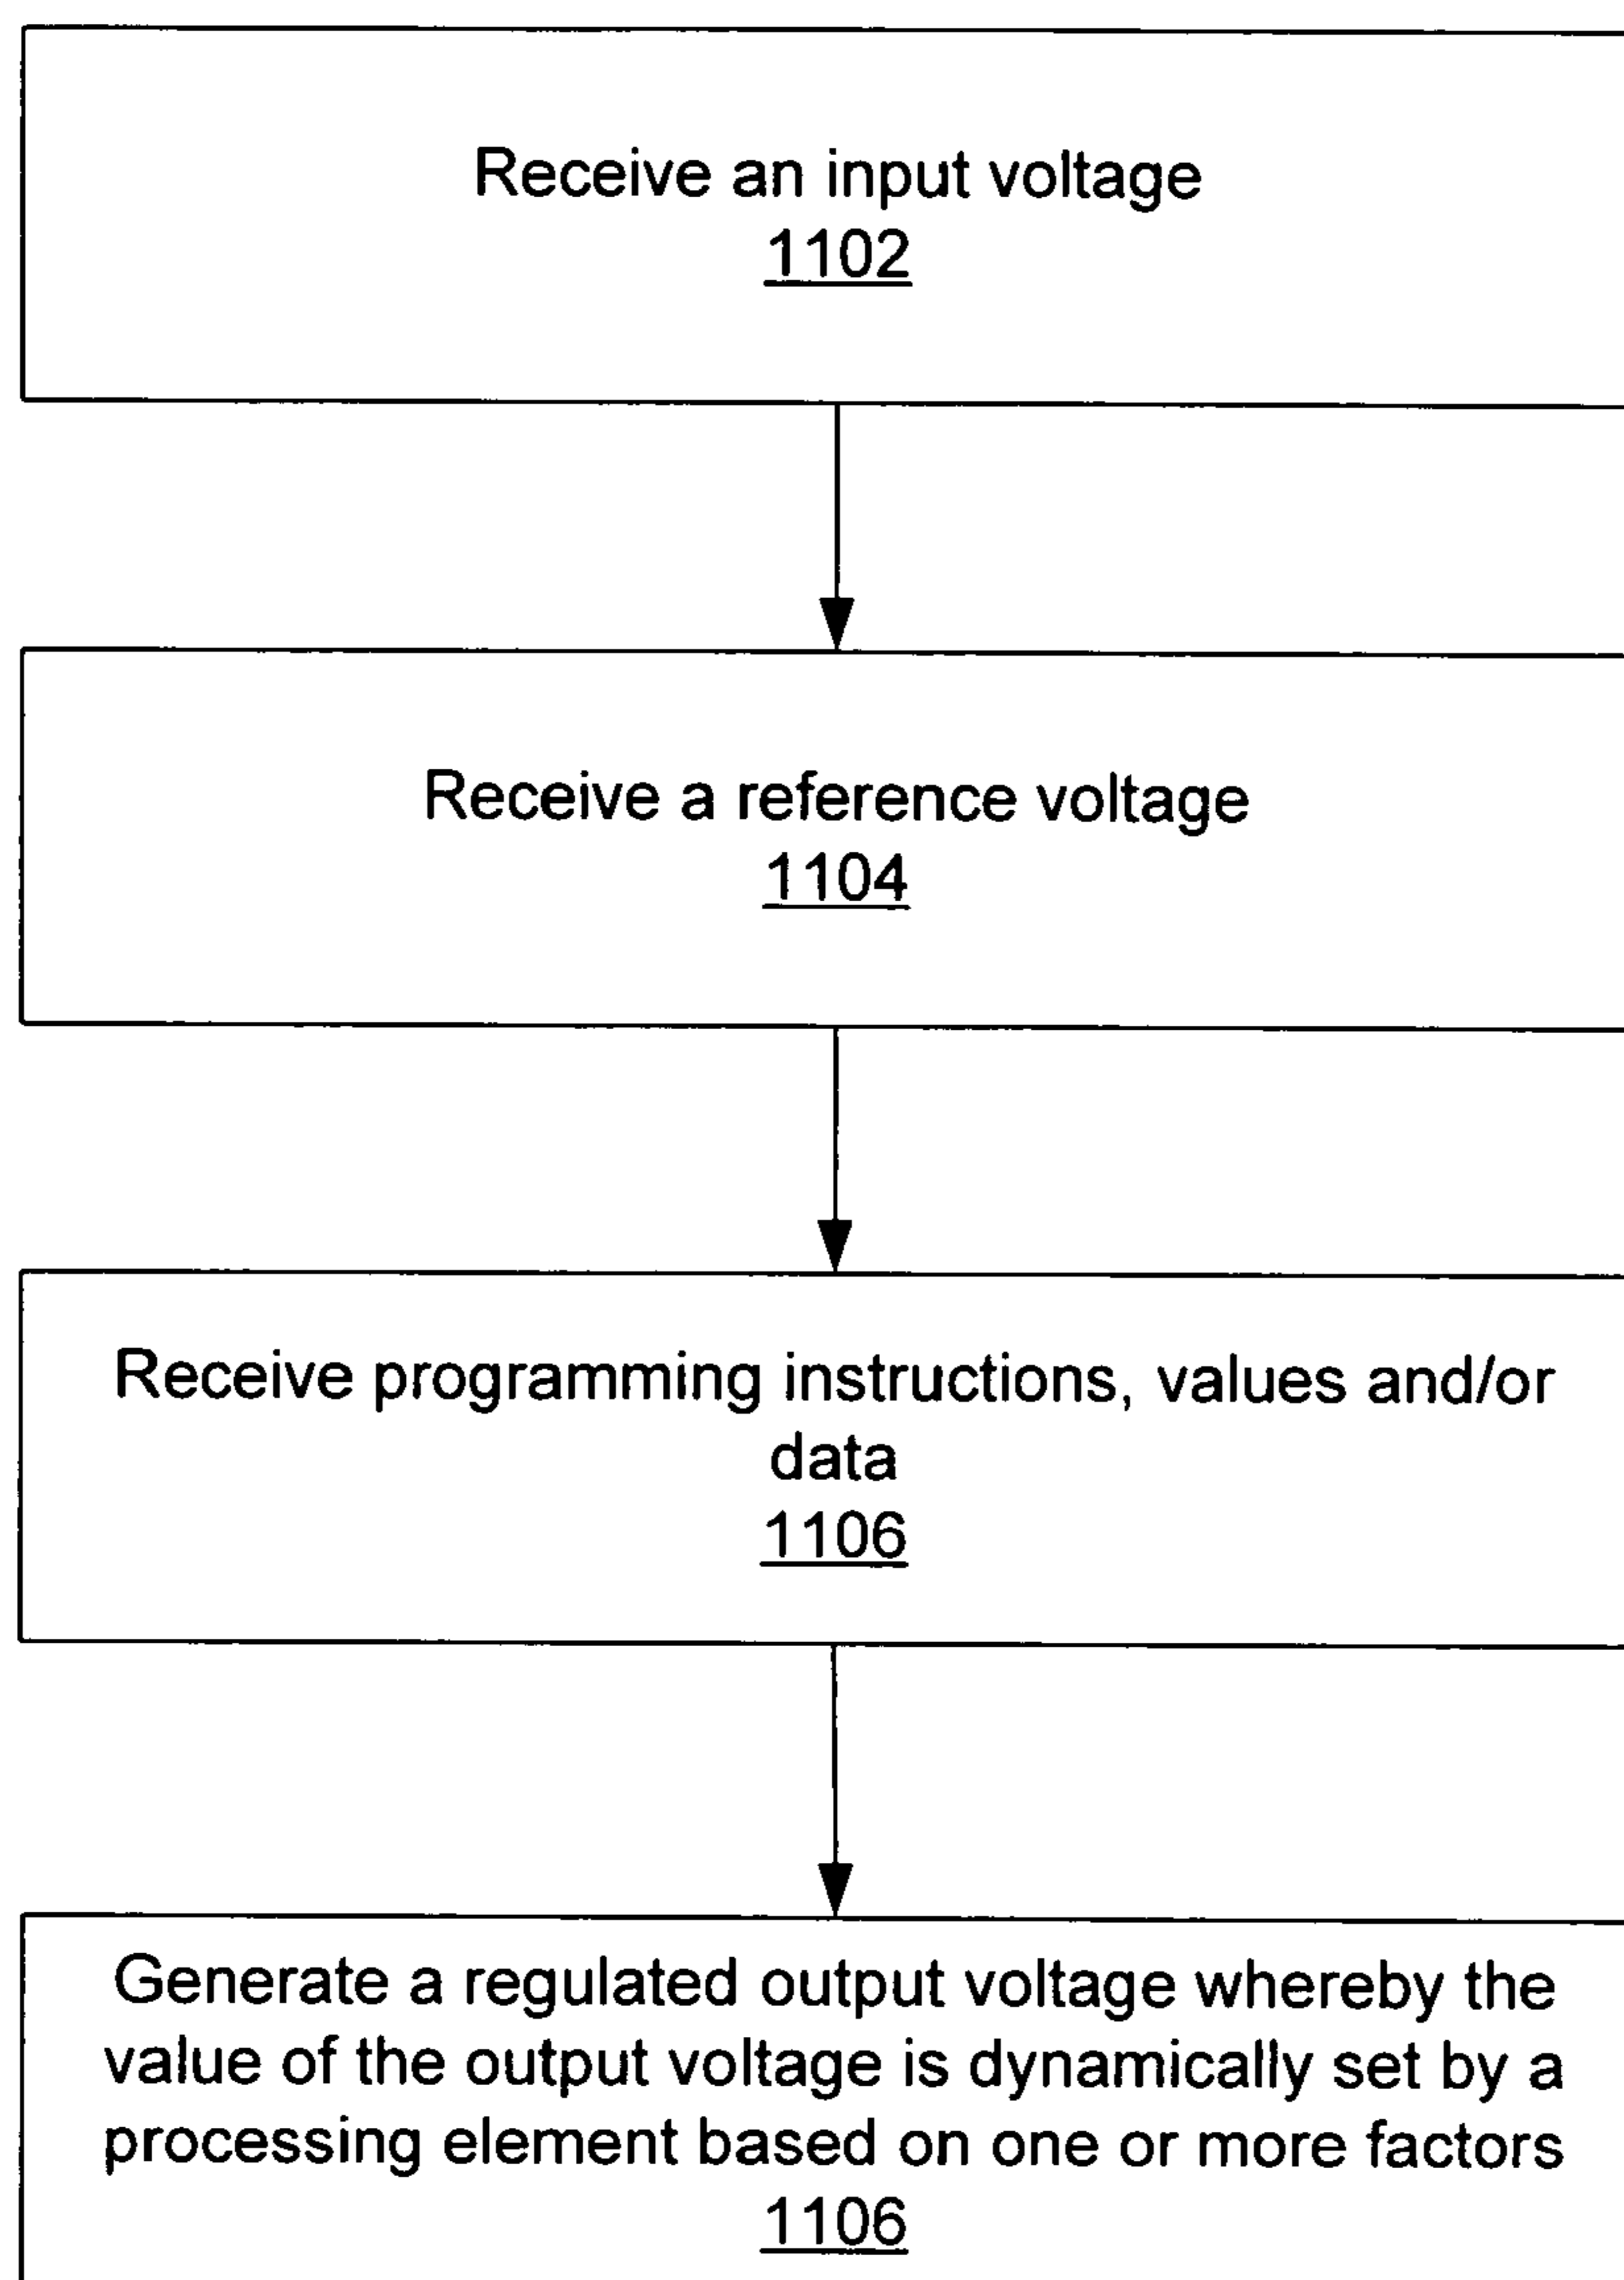 Receive an input voltage
1102
Receive a reference voltage
1104
Receive programming instructions, values and/or
data
1106
Generate a regulated output voltage whereby the
value of the output voltage is dynamically set by a
processing element based on one or more factors
1106